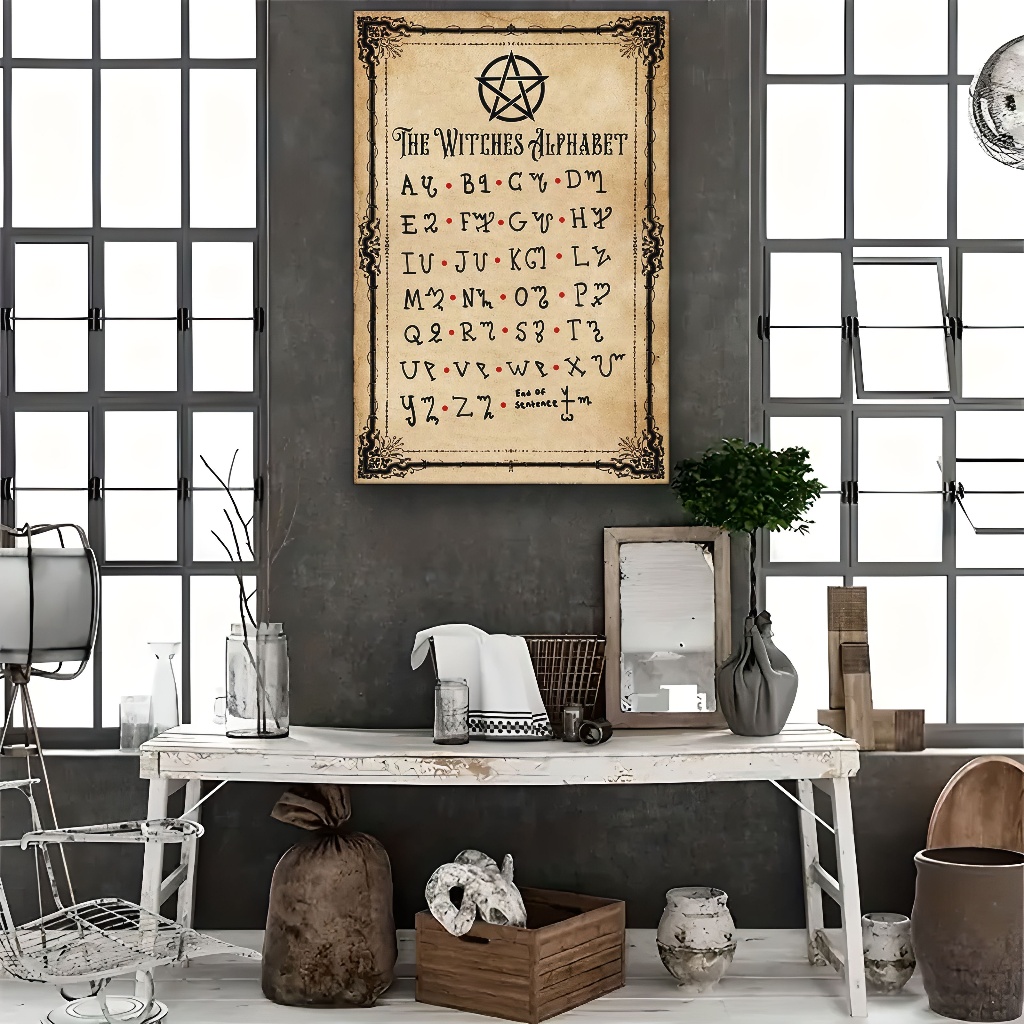 The Witches Alphabet
A • B • C • D
E • F • G • H
I • J • K • L
M • N • O • P
Q • R • S • T
U • V • W • X
Y • Z • End Of Sentence